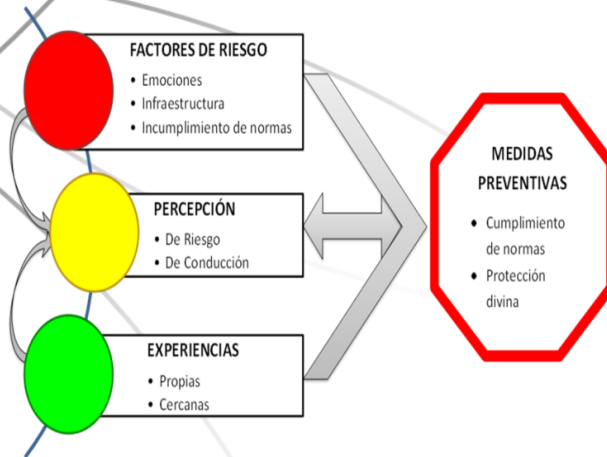 FACTORES DE RIESGO
• Emociones
• Infraestructura
• Incumplimiento de normas
PERCEPCIÓN
• De Riesgo
• De Conducción
EXPERIENCIAS
• Propias
• Cercanas
MEDIDAS
PREVENTIVAS
• Cumplimiento
de normas
• Protección
divina